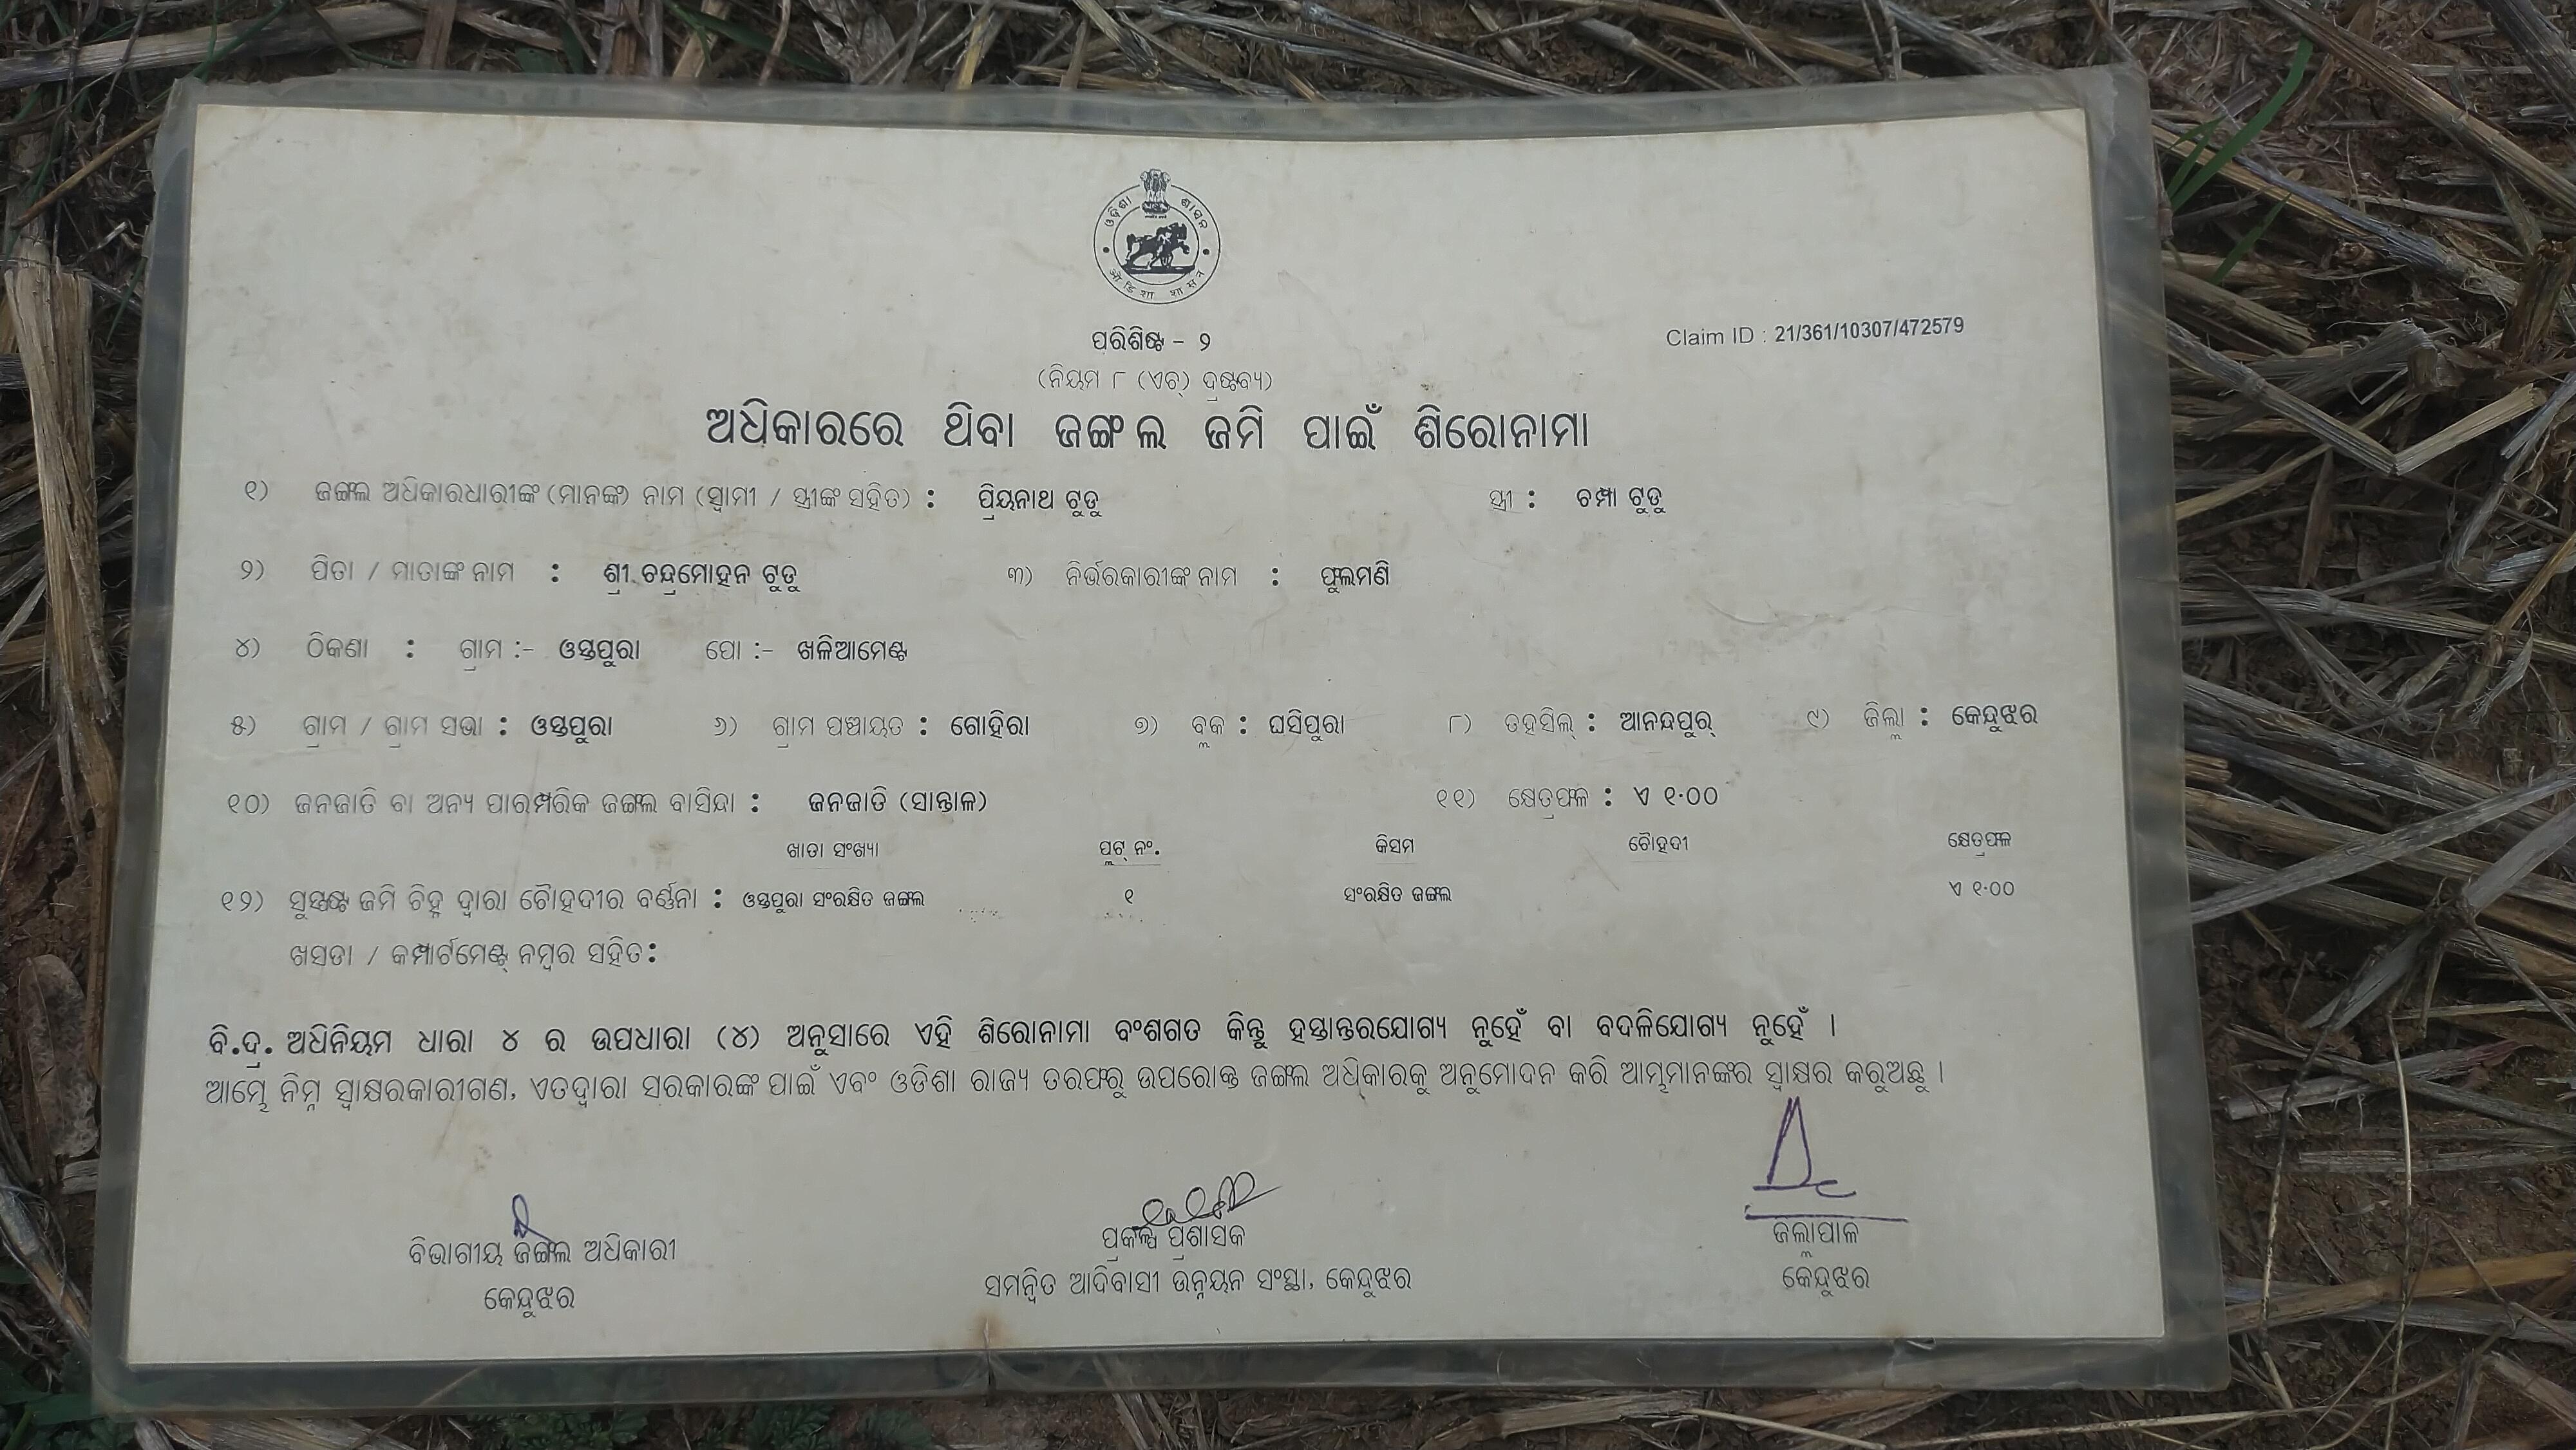 ଓଡ଼ିଶା ଶାସନ
ओडिशा शासन
ପରିଶିଷ୍ଟ - ୨
Claim ID : 21/361/10307/472579
(ନିୟମ ୮ (ଏଚ୍) ଦ୍ରଷ୍ଟବ୍ୟ)
ଅଧିକାରରେ ଥିବା ଜଙ୍ଗଲ ଜମି ପାଇଁ ଶିରୋନାମା
୧) ଜଙ୍ଗଲ ଅଧିକାରଧାରୀଙ୍କ (ମାନଙ୍କ) ନାମ (ସ୍ୱାମୀ / ସ୍ତ୍ରୀଙ୍କ ସହିତ) : ପ୍ରିୟନାଥ ଟୁଡୁ ସ୍ତ୍ରୀ : ଚମ୍ପା ଟୁଡୁ
୨) ପିତା / ମାତାଙ୍କ ନାମ : ଶ୍ରୀ ଚନ୍ଦ୍ରମୋହନ ଟୁଡୁ ୩) ନିର୍ଭରକାରୀଙ୍କ ନାମ : ଫୁଲମଣି
୪) ଠିକଣା : ଗ୍ରାମ :- ଓସ୍ତପୁରା ପୋ :- ଖଳିଆମେଣ୍ଟ
୫) ଗ୍ରାମ / ଗ୍ରାମ ସଭା : ଓସ୍ତପୁରା ୬) ଗ୍ରାମ ପଞ୍ଚାୟତ : ଗୋହିରା ୭) ବ୍ଲକ : ଘସିପୁରା ୮) ତହସିଲ୍ : ଆନନ୍ଦପୁର୍ ୯) ଜିଲ୍ଲା : କେନ୍ଦୁଝର
୧୦) ଜନଜାତି ବା ଅନ୍ୟ ପାରମ୍ପରିକ ଜଙ୍ଗଲ ବାସିନ୍ଦା : ଜନଜାତି (ସାନ୍ତାଳ) ୧୧) କ୍ଷେତ୍ରଫଳ : ଏ ୧.୦୦
ଖାତା ସଂଖ୍ୟା ପ୍ଲଟ୍ ନଂ. କିସମ ଚୌହଦୀ କ୍ଷେତ୍ରଫଳ
୧୨) ସୁସ୍ପଷ୍ଟ ଜମି ଚିହ୍ନ ଦ୍ୱାରା ଚୌହଦୀର ବର୍ଣ୍ଣନା : ଓସ୍ତପୁରା ସଂରକ୍ଷିତ ଜଙ୍ଗଲ ୧ ସଂରକ୍ଷିତ ଜଙ୍ଗଲ ଏ ୧.୦୦
ଖସଡା / କମ୍ପାର୍ଟମେଣ୍ଟ୍ ନମ୍ବର ସହିତ:
ବି.ଦ୍ର. ଅଧିନିୟମ ଧାରା ୪ ର ଉପଧାରା (୪) ଅନୁସାରେ ଏହି ଶିରୋନାମା ବଂଶଗତ କିନ୍ତୁ ହସ୍ତାନ୍ତରଯୋଗ୍ୟ ନୁହେଁ ବା ବଦଳିଯୋଗ୍ୟ ନୁହେଁ ।
ଆମ୍ଭେ ନିମ୍ନ ସ୍ୱାକ୍ଷରକାରୀଗଣ, ଏତଦ୍ୱାରା ସରକାରଙ୍କ ପାଇଁ ଏବଂ ଓଡିଶା ରାଜ୍ୟ ତରଫରୁ ଉପରୋକ୍ତ ଜଙ୍ଗଲ ଅଧିକାରକୁ ଅନୁମୋଦନ କରି ଆମ୍ଭମାନଙ୍କର ସ୍ୱାକ୍ଷର କରୁଅଛୁ ।
ବିଭାଗୀୟ ଜଙ୍ଗଲ ଅଧିକାରୀ
କେନ୍ଦୁଝର
ପ୍ରକଳ୍ପ ପ୍ରଶାସକ
ସମନ୍ୱିତ ଆଦିବାସୀ ଉନ୍ନୟନ ସଂସ୍ଥା, କେନ୍ଦୁଝର
ଜିଲ୍ଲାପାଳ
କେନ୍ଦୁଝର